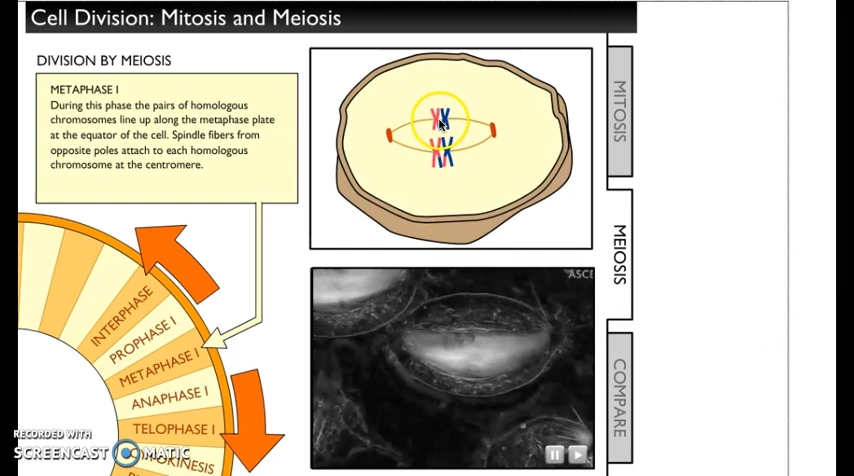 Cell Division: Mitosis and Meiosis
DIVISION BY MEIOSIS
METAPHASE I
During this phase the pairs of homologous
chromosomes line up along the metaphase plate
at the equator of the cell. Spindle fibers from
opposite poles attach to each homologous
chromosome at the centromere.
MITOSIS
MEIOSIS
COMPARE
INTERPHASE
PROPHASE I
METAPHASE I
ANAPHASE I
TELOPHASE I
RECORDED WITH
SCREENCAST MATIC